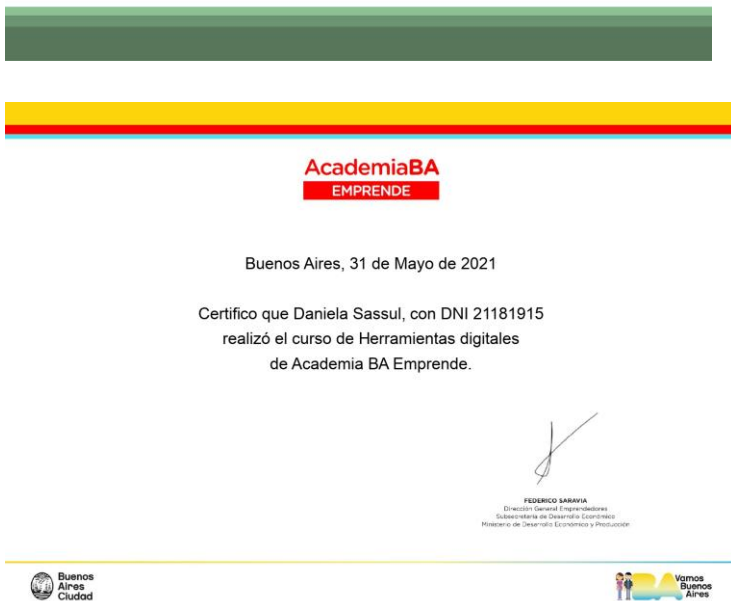 AcademiaBA
EMPRENDE
Buenos Aires, 31 de Mayo de 2021
Certifico que Daniela Sassul, con DNI 21181915
realizó el curso de Herramientas digitales
de Academia BA Emprende.
FEDERICO SARAVIA
Dirección General Emprendedores
Subsecretaría de Desarrollo Económico
Ministerio de Desarrollo Económico y Producción
Buenos
Aires
Ciudad
BA
Vamos
Buenos
Aires